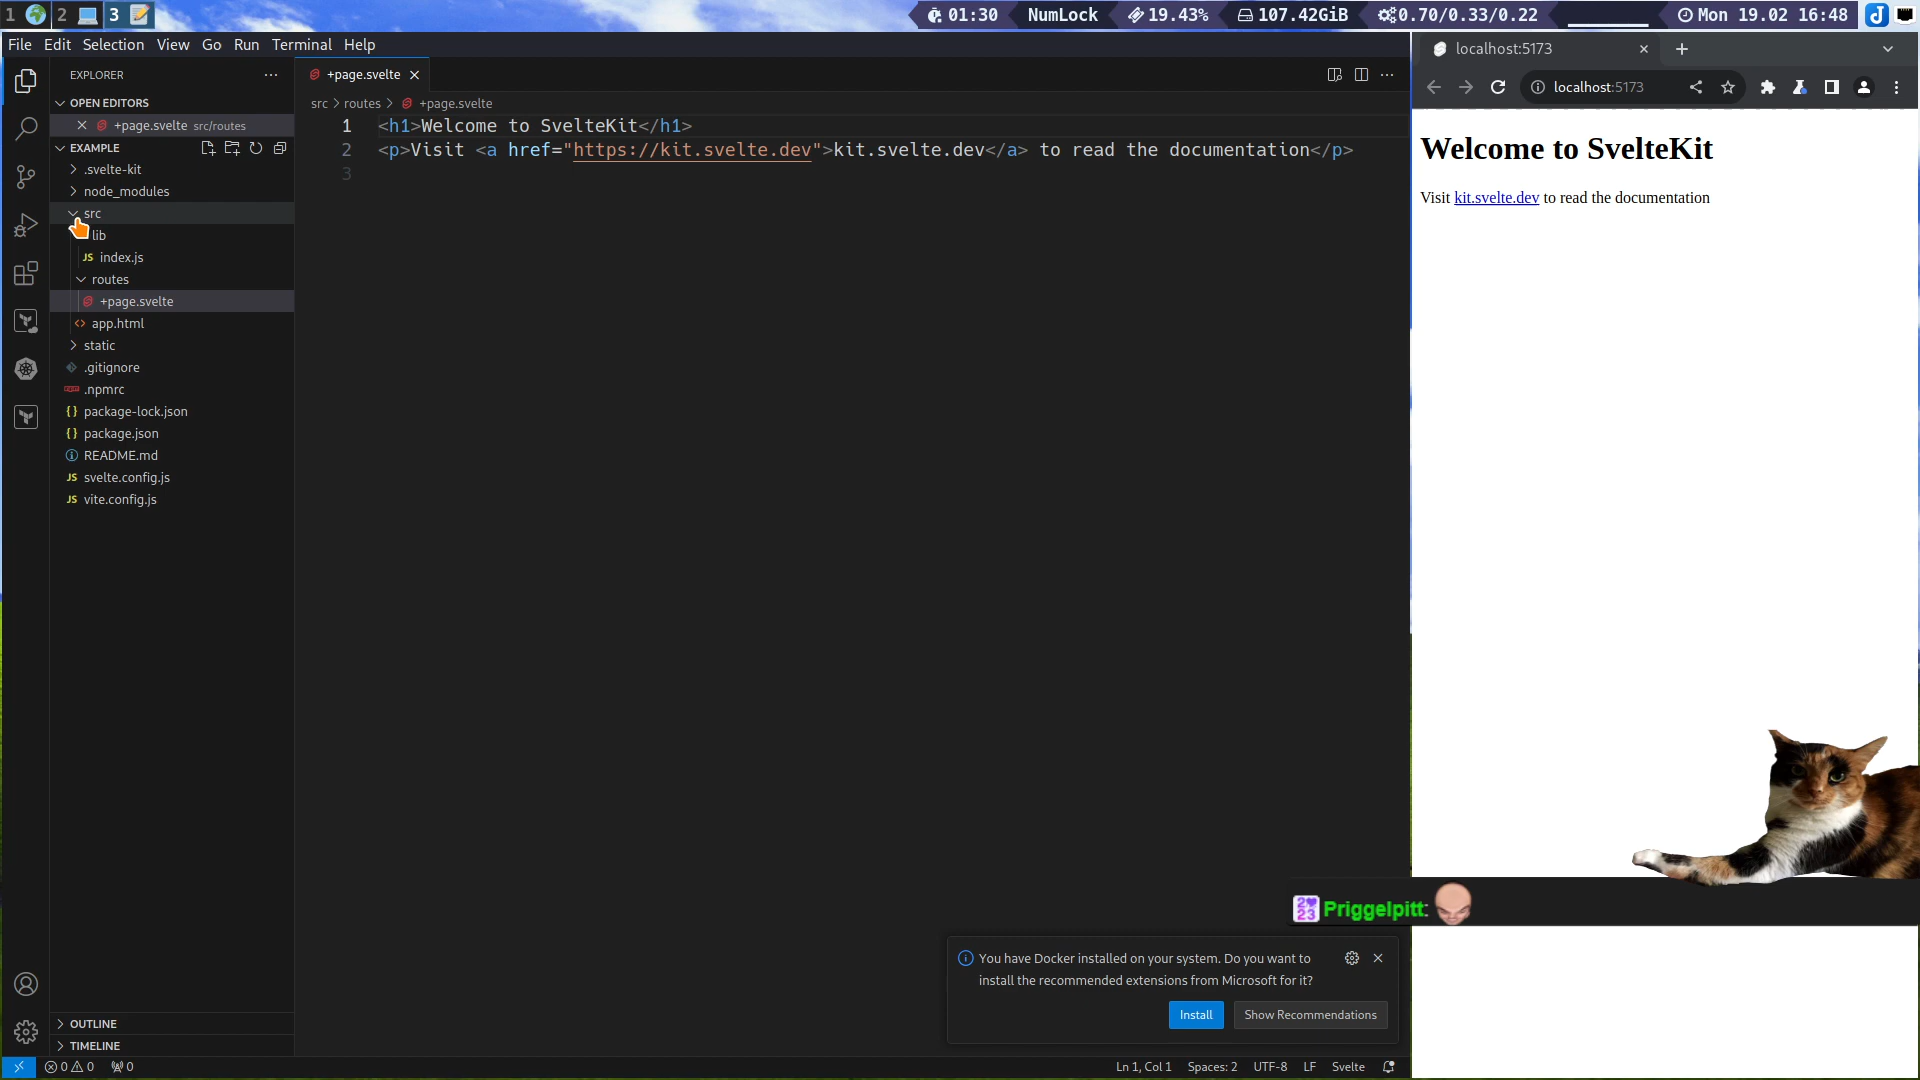 1 2 3 01:30 NumLock 19.43% 107.42GiB 0.70/0.33/0.22 Mon 19.02 16:48
File Edit Selection View Go Run Terminal Help
EXPLORER
OPEN EDITORS
+page.svelte src/routes
EXAMPLE
.svelte-kit
node_modules
src
lib
JS index.js
routes
+page.svelte
<> app.html
static
.gitignore
.npmrc
{} package-lock.json
{} package.json
README.md
JS svelte.config.js
JS vite.config.js
OUTLINE
TIMELINE
+page.svelte
src > routes > +page.svelte
1 <h1>Welcome to SvelteKit</h1>
2 <p>Visit <a href="https://kit.svelte.dev">kit.svelte.dev</a> to read the documentation</p>
3
localhost:5173
localhost:5173
Welcome to SvelteKit
Visit kit.svelte.dev to read the documentation
2023 Priggelpitt:
You have Docker installed on your system. Do you want to
install the recommended extensions from Microsoft for it?
Install Show Recommendations
0 0 0 Ln 1, Col 1 Spaces: 2 UTF-8 LF Svelte